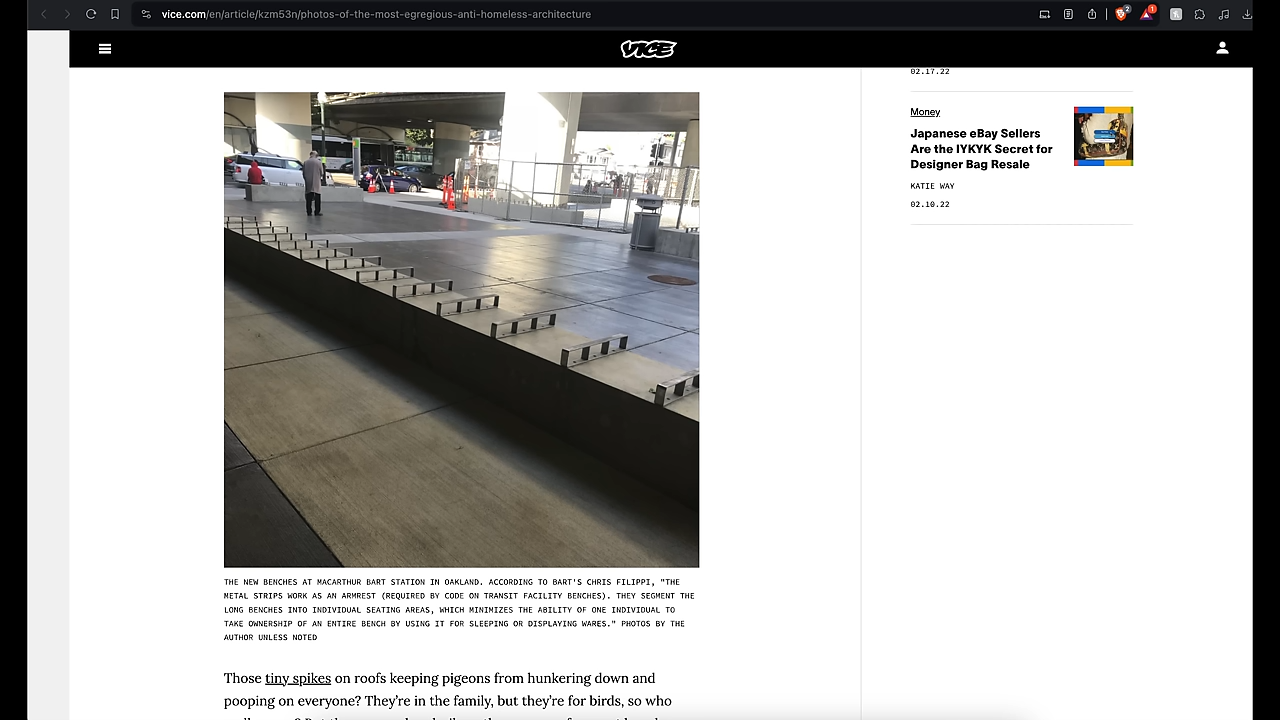 vice.com/en/article/kzm53n/photos-of-the-most-egregious-anti-homeless-architecture
2
1
VICE
02.17.22
Money
Japanese eBay Sellers
Are the IYKYK Secret for
Designer Bag Resale
KATIE WAY
02.10.22
THE NEW BENCHES AT MACARTHUR BART STATION IN OAKLAND. ACCORDING TO BART'S CHRIS FILIPPI, "THE
METAL STRIPS WORK AS AN ARMREST (REQUIRED BY CODE ON TRANSIT FACILITY BENCHES). THEY SEGMENT THE
LONG BENCHES INTO INDIVIDUAL SEATING AREAS, WHICH MINIMIZES THE ABILITY OF ONE INDIVIDUAL TO
TAKE OWNERSHIP OF AN ENTIRE BENCH BY USING IT FOR SLEEPING OR DISPLAYING WARES." PHOTOS BY THE
AUTHOR UNLESS NOTED
Those tiny spikes on roofs keeping pigeons from hunkering down and
pooping on everyone? They're in the family, but they're for birds, so who